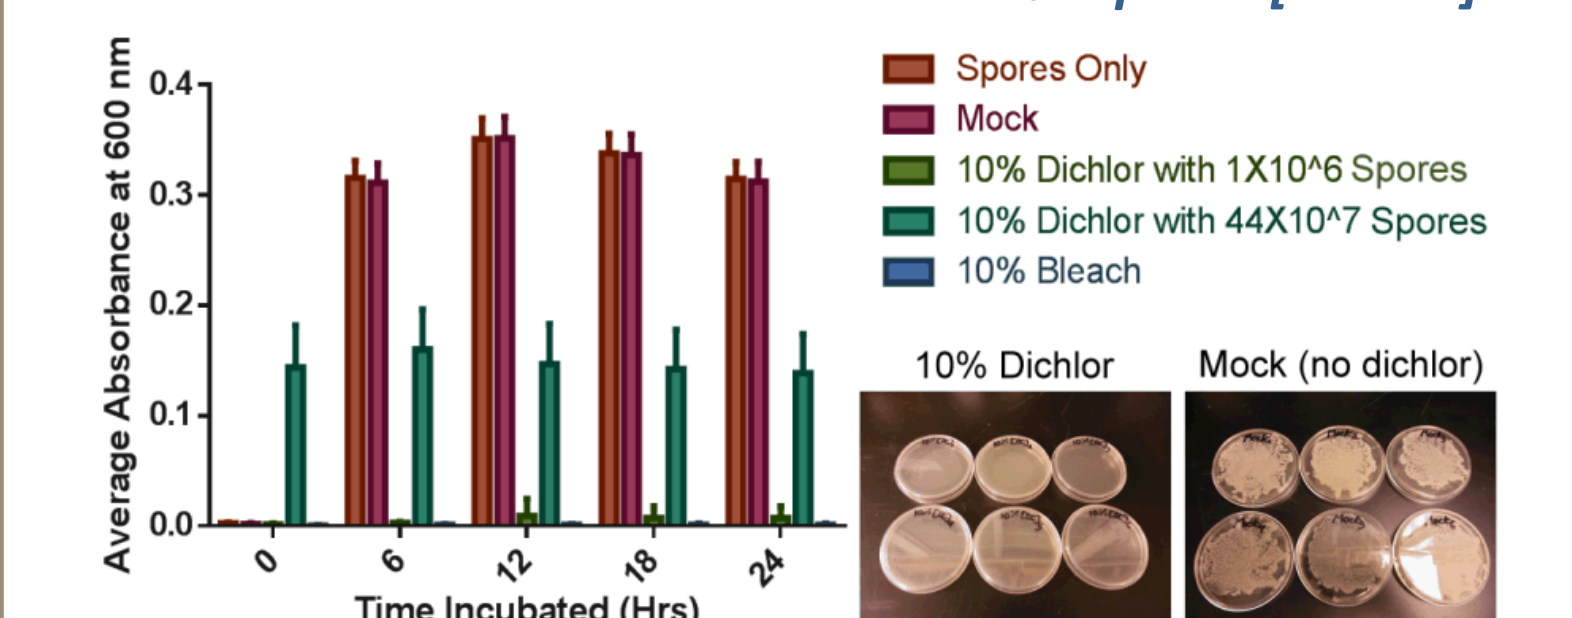 Average Absorbance at 600 nm
0.4
0.3
0.2
0.1
0.0
0 6 12 18 24
Time Incubated (Hrs)
Spores Only
Mock
10% Dichlor with 1X10^6 Spores
10% Dichlor with 44X10^7 Spores
10% Bleach
10% Dichlor
Mock (no dichlor)